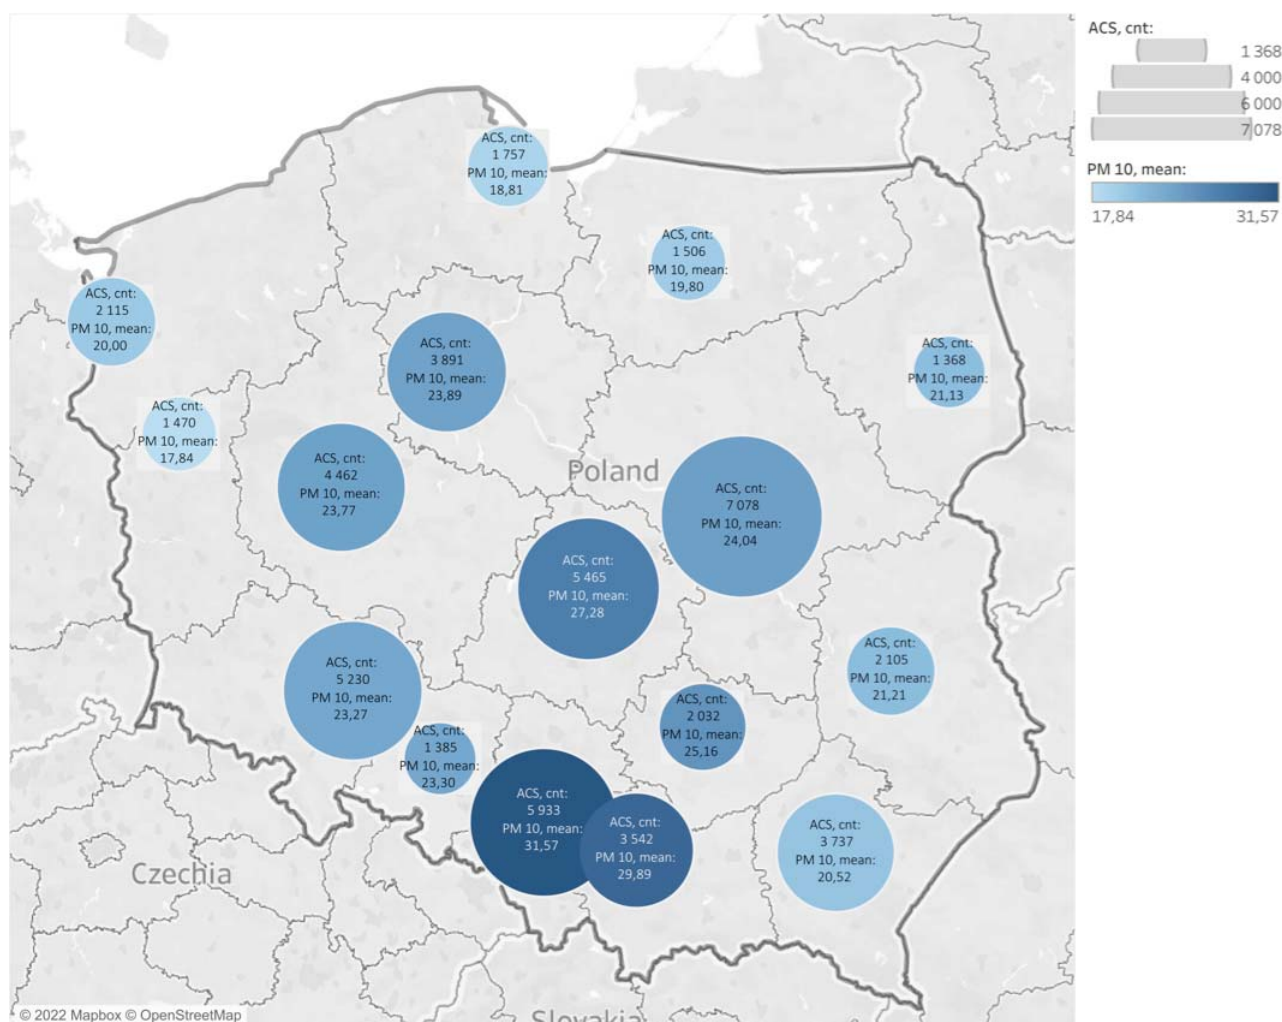 ACS, cnt:
1 757
PM 10, mean:
18,81
ACS, cnt:
1 506
PM 10, mean:
19,80
ACS, cnt:
2 115
PM 10, mean:
20,00
ACS, cnt:
3 891
PM 10, mean:
23,89
ACS, cnt:
1 368
PM 10, mean:
21,13
ACS, cnt:
1 470
PM 10, mean:
17,84
ACS, cnt:
4 462
PM 10, mean:
23,77
Poland
ACS, cnt:
7 078
PM 10, mean:
24,04
ACS, cnt:
5 465
PM 10, mean:
27,28
ACS, cnt:
5 230
PM 10, mean:
23,27
ACS, cnt:
2 105
PM 10, mean:
21,21
ACS, cnt:
2 032
PM 10, mean:
25,16
ACS, cnt:
1 385
PM 10, mean:
23,30
ACS, cnt:
5 933
PM 10, mean:
31,57
ACS, cnt:
3 542
PM 10, mean:
29,89
ACS, cnt:
3 737
PM 10, mean:
20,52
Czechia
Slovakia
© 2022 Mapbox © OpenStreetMap
ACS, cnt:
1 368
4 000
6 000
7 078
PM 10, mean:
17,84 31,57